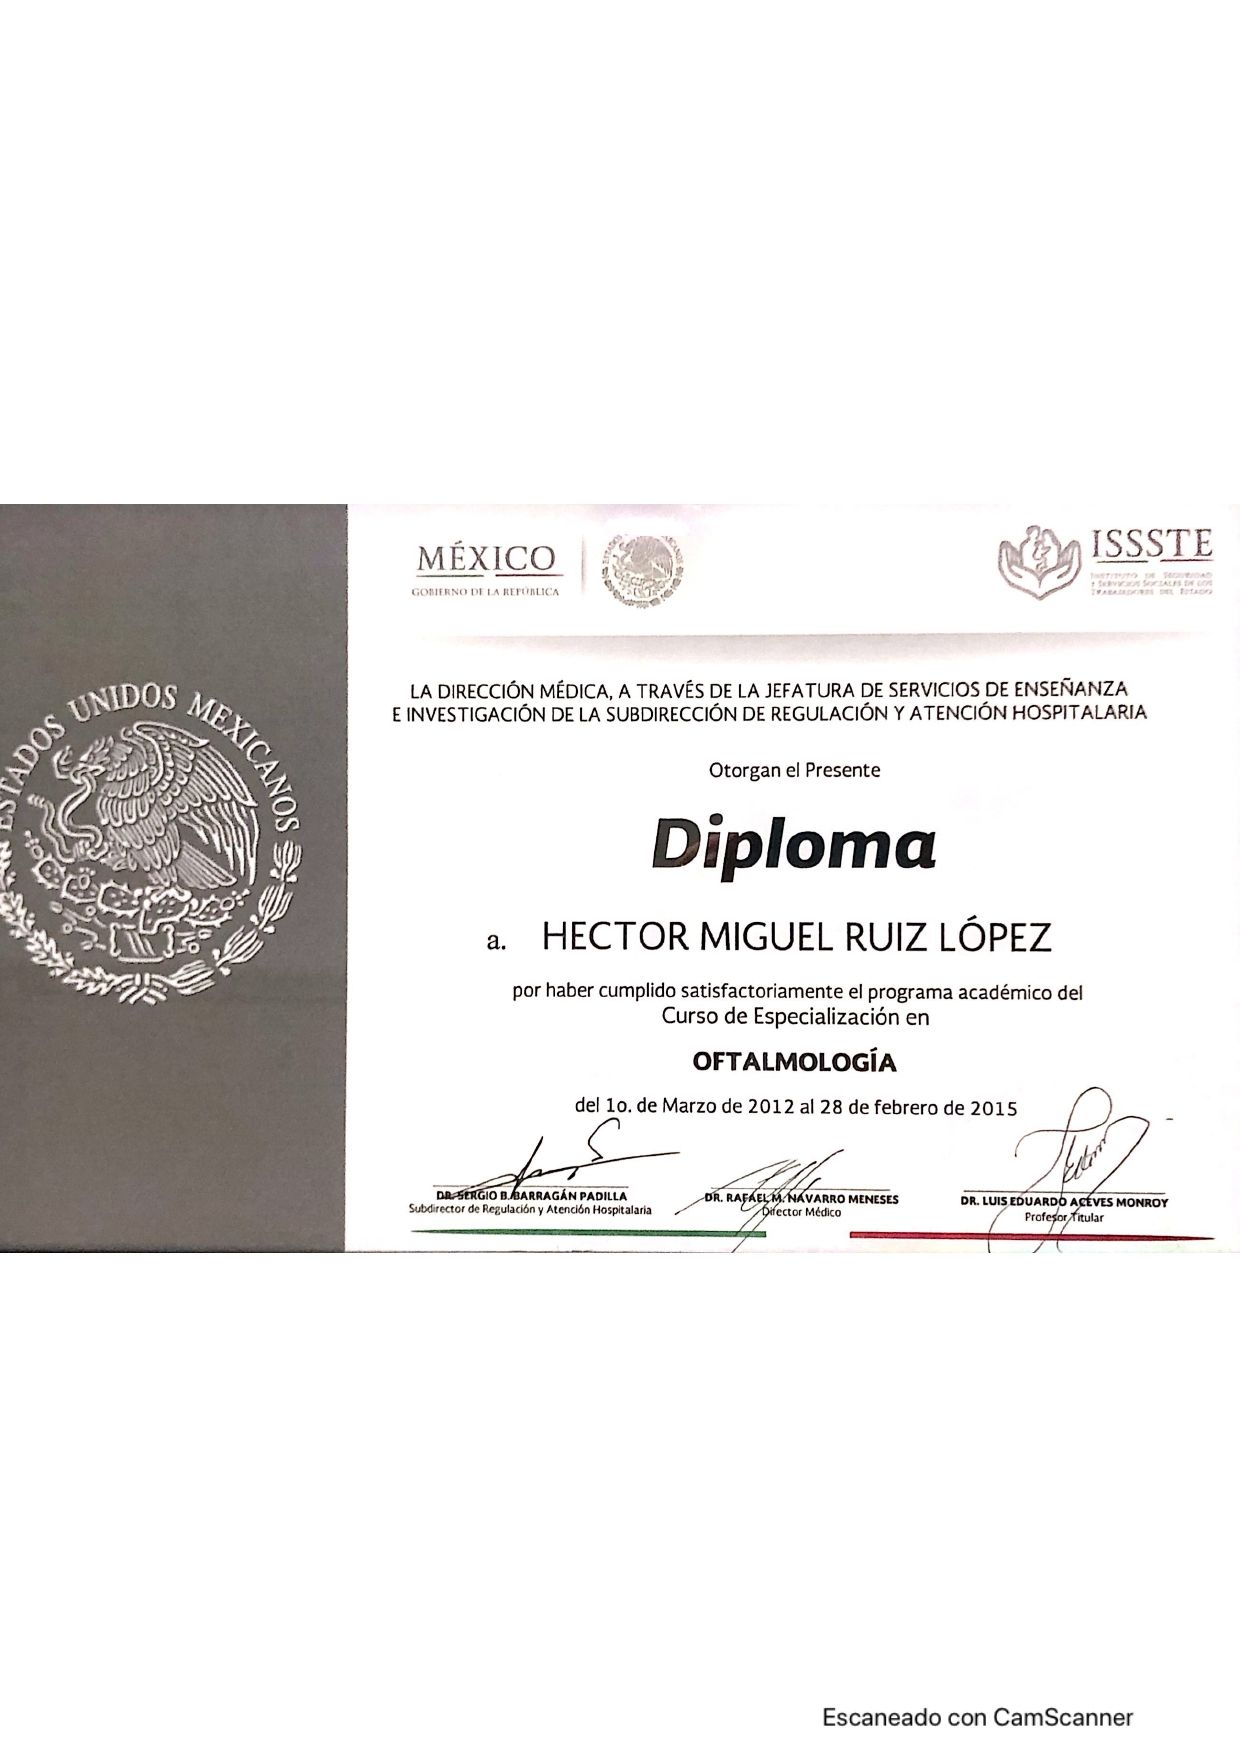 ESTADOS UNIDOS MEXICANOS
MÉXICO
GOBIERNO DE LA REPÚBLICA
ISSSTE
INSTITUTO DE SEGURIDAD
Y SERVICIOS SOCIALES DE LOS
TRABAJADORES DEL ESTADO
LA DIRECCIÓN MÉDICA, A TRAVÉS DE LA JEFATURA DE SERVICIOS DE ENSEÑANZA
E INVESTIGACIÓN DE LA SUBDIRECCIÓN DE REGULACIÓN Y ATENCIÓN HOSPITALARIA
Otorgan el Presente
Diploma
a. HECTOR MIGUEL RUIZ LÓPEZ
por haber cumplido satisfactoriamente el programa académico del
Curso de Especialización en
OFTALMOLOGÍA
del 1o. de Marzo de 2012 al 28 de febrero de 2015
DR. SERGIO B. BARRAGÁN PADILLA
Subdirector de Regulación y Atención Hospitalaria
DR. RAFAEL M. NAVARRO MENESES
Director Médico
DR. LUIS EDUARDO ACEVES MONROY
Profesor Titular
Escaneado con CamScanner